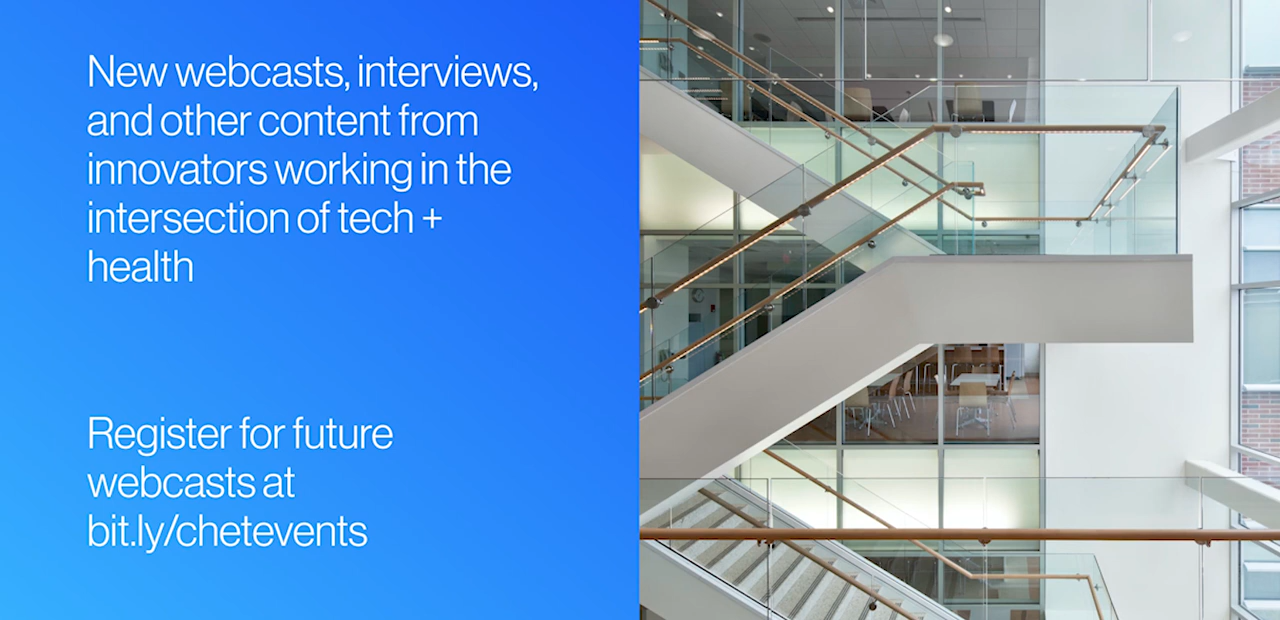 New webcasts, interviews,
and other content from
innovators working in the
intersection of tech +
health
Register for future
webcasts at
bit.ly/chetevents